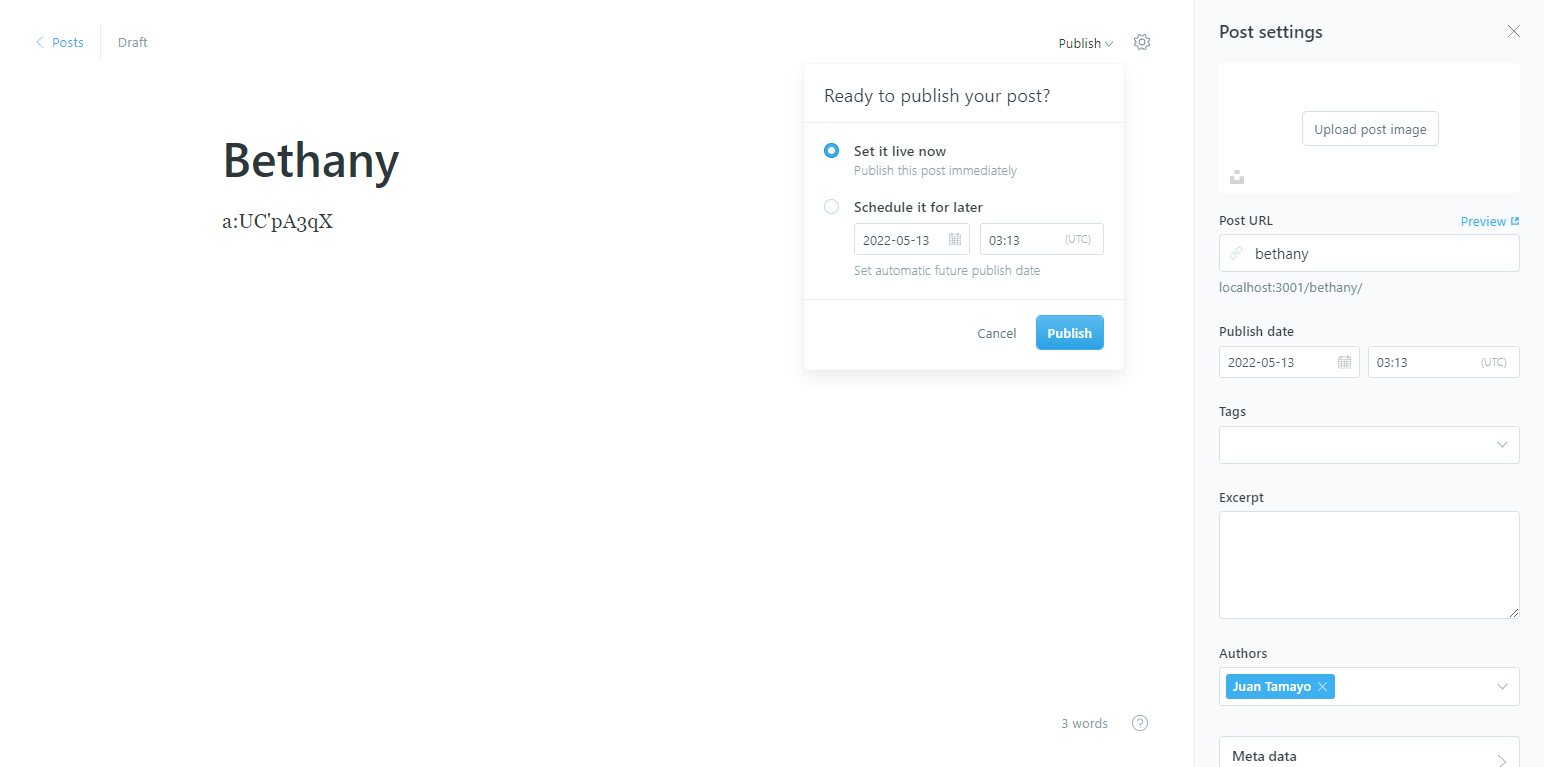 Posts
Draft
Publish
Ready to publish your post?
Set it live now
Publish this post immediately
Schedule it for later
2022-05-13
03:13 (UTC)
Set automatic future publish date
Cancel
Publish
Bethany
a:UC'pA3qX
3 words
?
Post settings
Upload post image
Post URL
Preview
bethany
localhost:3001/bethany/
Publish date
2022-05-13
03:13 (UTC)
Tags
Excerpt
Authors
Juan Tamayo
Meta data